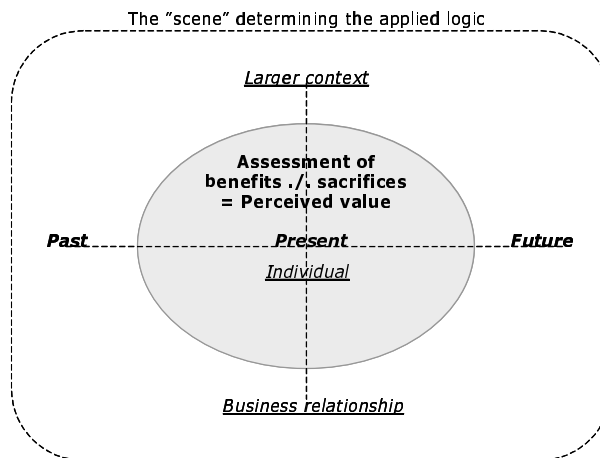 The ”scene” determining the applied logic
Larger context
Assessment of
benefits ./. sacrifices
= Perceived value
Past Present Future
Individual
Business relationship